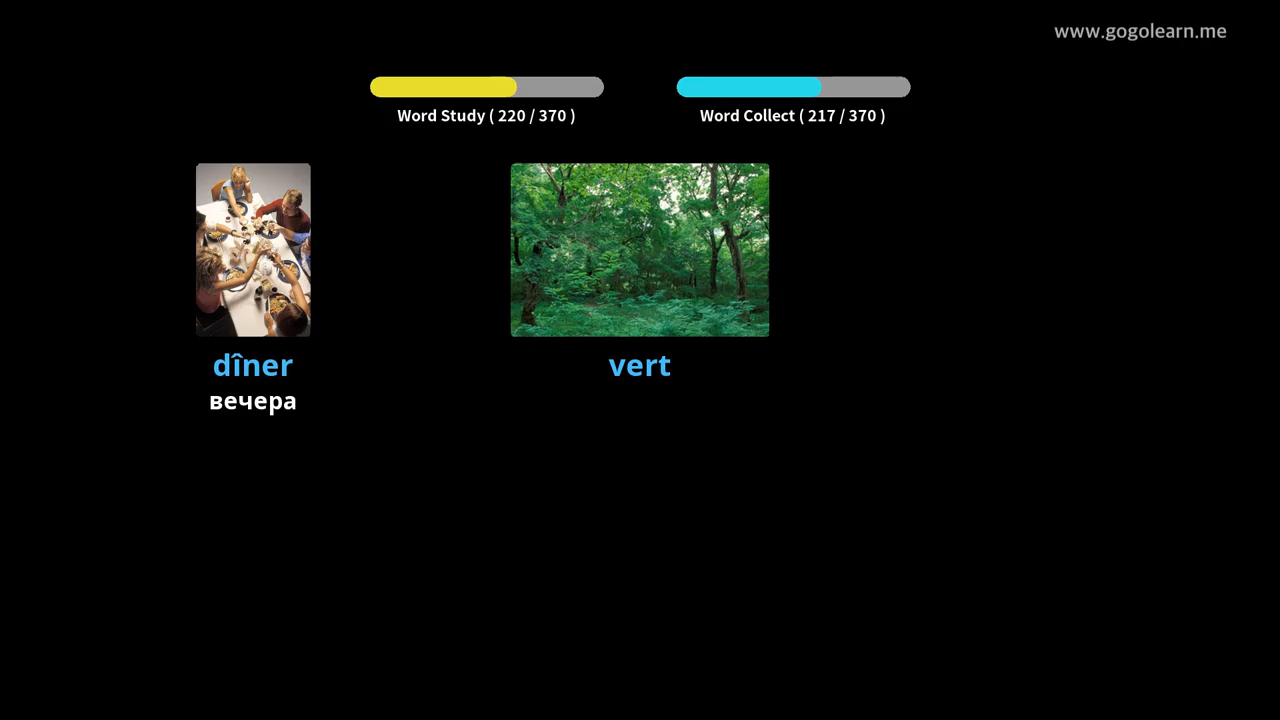 www.gogolearn.me
Word Study ( 220 / 370 )
Word Collect ( 217 / 370 )
dîner
вечера
vert